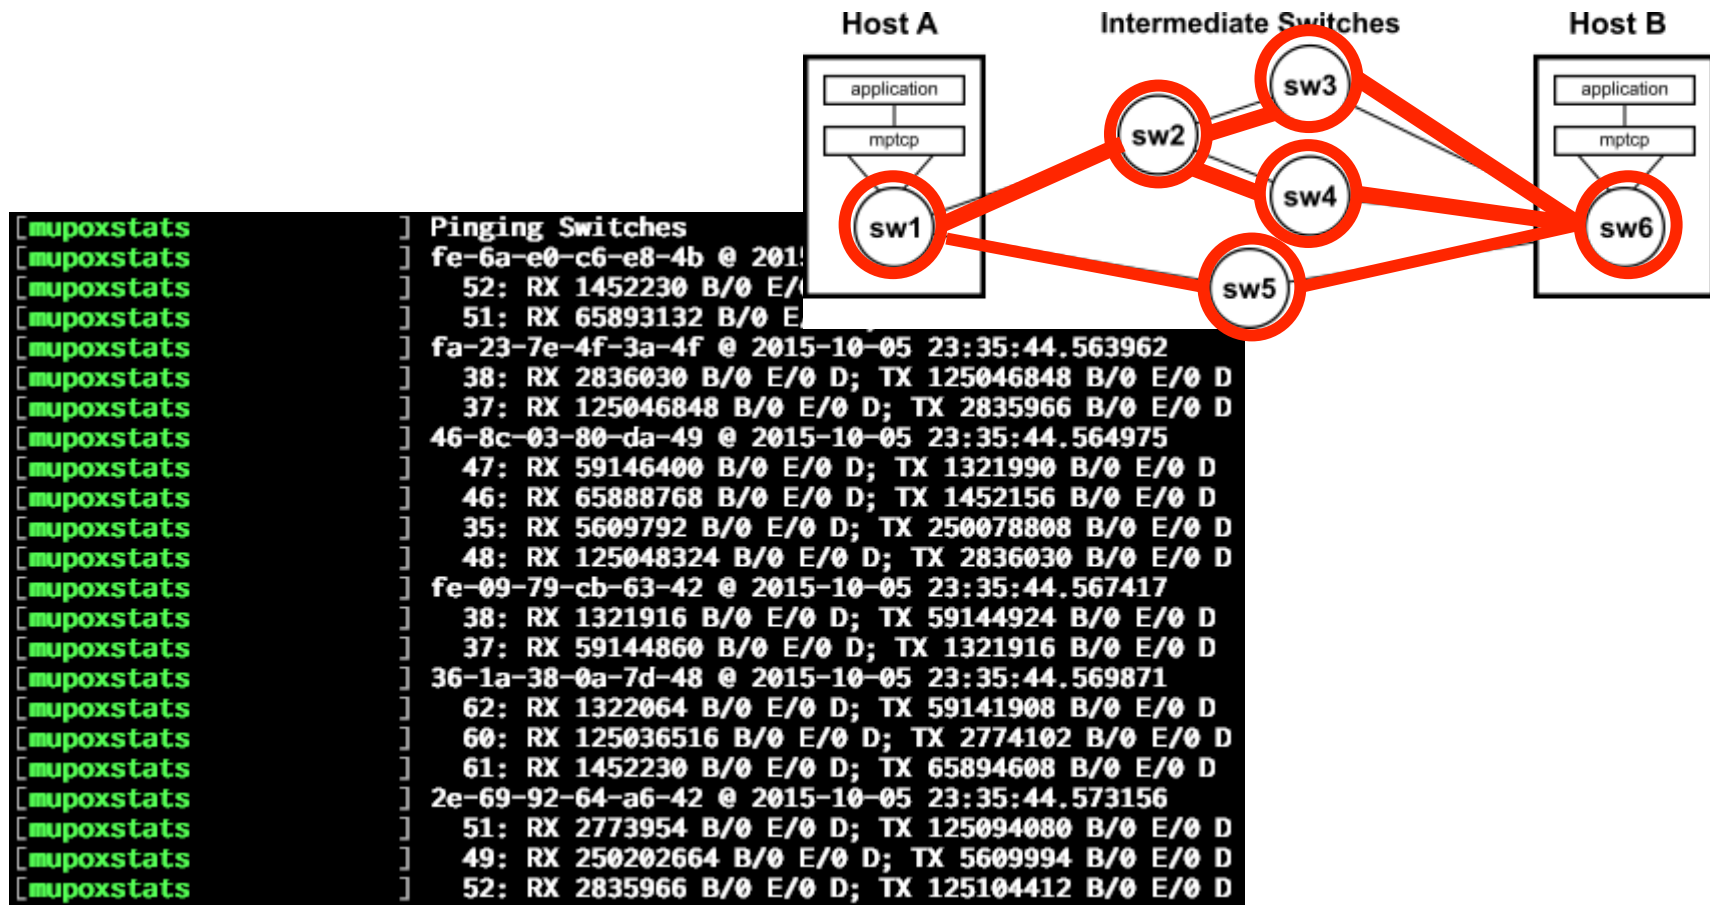 Host A Intermediate Switches Host B
application
mptcp
sw1
sw2
sw3
sw4
sw5
application
mptcp
sw6
[mupoxstats ] Pinging Switches
[mupoxstats ] fe-6a-e0-c6-e8-4b @
[mupoxstats ] 52: RX 1452230 B/0
[mupoxstats ] 51: RX 65893132 B/0
[mupoxstats ] fa-23-7e-4f-3a-4f @ 2015-10-05 23:35:44.563962
[mupoxstats ] 38: RX 2836030 B/0 E/0 D; TX 125046848 B/0 E/0 D
[mupoxstats ] 37: RX 125046848 B/0 E/0 D; TX 2835966 B/0 E/0 D
[mupoxstats ] 46-8c-03-80-da-49 @ 2015-10-05 23:35:44.564975
[mupoxstats ] 47: RX 59146400 B/0 E/0 D; TX 1321990 B/0 E/0 D
[mupoxstats ] 46: RX 65888768 B/0 E/0 D; TX 1452156 B/0 E/0 D
[mupoxstats ] 35: RX 5609792 B/0 E/0 D; TX 250078808 B/0 E/0 D
[mupoxstats ] 48: RX 125048324 B/0 E/0 D; TX 2836030 B/0 E/0 D
[mupoxstats ] fe-09-79-cb-63-42 @ 2015-10-05 23:35:44.567417
[mupoxstats ] 38: RX 1321916 B/0 E/0 D; TX 59144924 B/0 E/0 D
[mupoxstats ] 37: RX 59144860 B/0 E/0 D; TX 1321916 B/0 E/0 D
[mupoxstats ] 36-1a-38-0a-7d-48 @ 2015-10-05 23:35:44.569871
[mupoxstats ] 62: RX 1322064 B/0 E/0 D; TX 59141908 B/0 E/0 D
[mupoxstats ] 60: RX 125036516 B/0 E/0 D; TX 2774102 B/0 E/0 D
[mupoxstats ] 61: RX 1452230 B/0 E/0 D; TX 65894608 B/0 E/0 D
[mupoxstats ] 2e-69-92-64-a6-42 @ 2015-10-05 23:35:44.573156
[mupoxstats ] 51: RX 2773954 B/0 E/0 D; TX 125094080 B/0 E/0 D
[mupoxstats ] 49: RX 250202664 B/0 E/0 D; TX 5609994 B/0 E/0 D
[mupoxstats ] 52: RX 2835966 B/0 E/0 D; TX 125104412 B/0 E/0 D